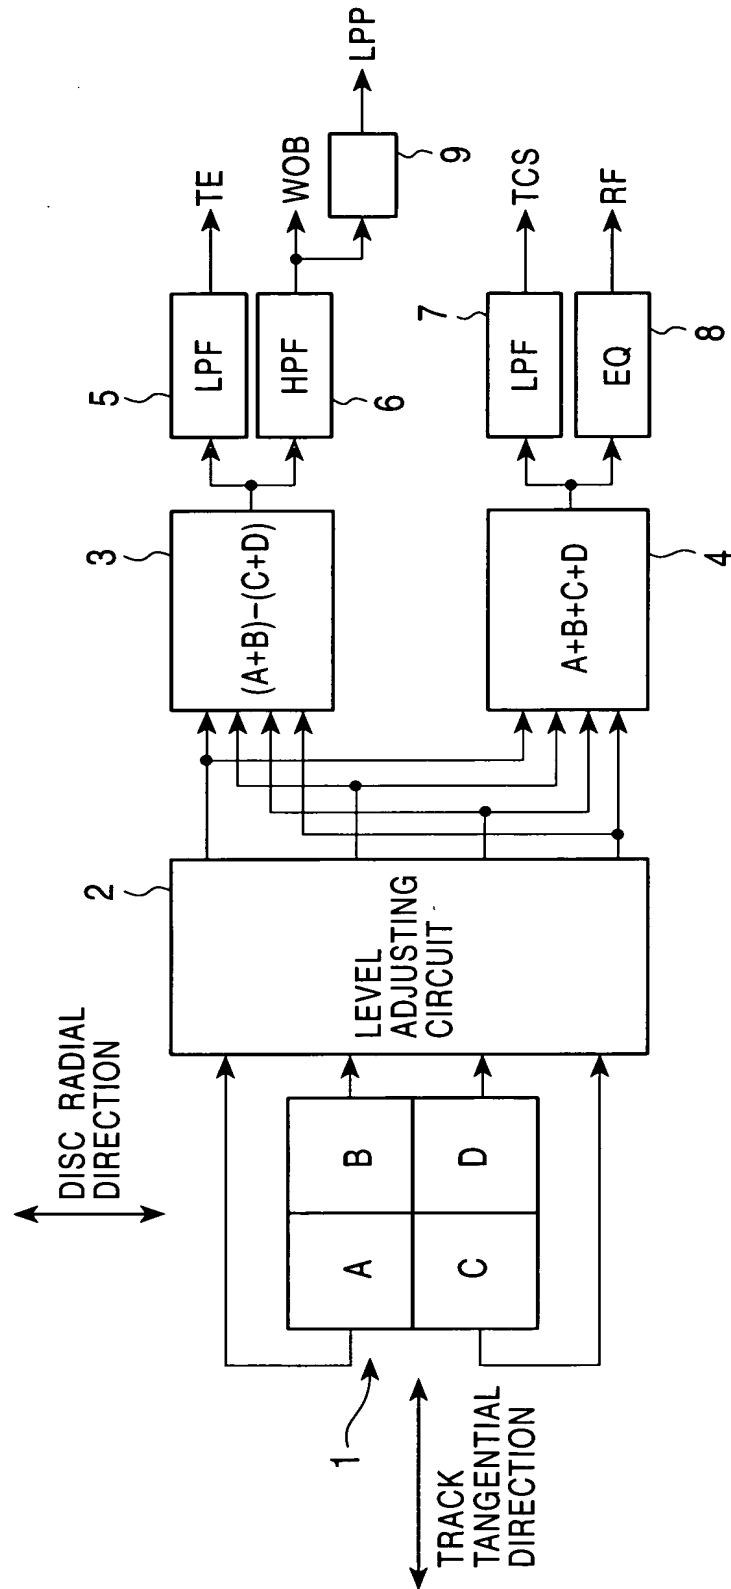 DISC RADIAL
DIRECTION
TRACK
TANGENTIAL
DIRECTION
1
A
B
C
D
2
LEVEL
ADJUSTING
CIRCUIT
3
(A+B)−(C+D)
4
A+B+C+D
5
LPF
TE
HPF
6
WOB
9
LPP
7
LPF
TCS
EQ
8
RF